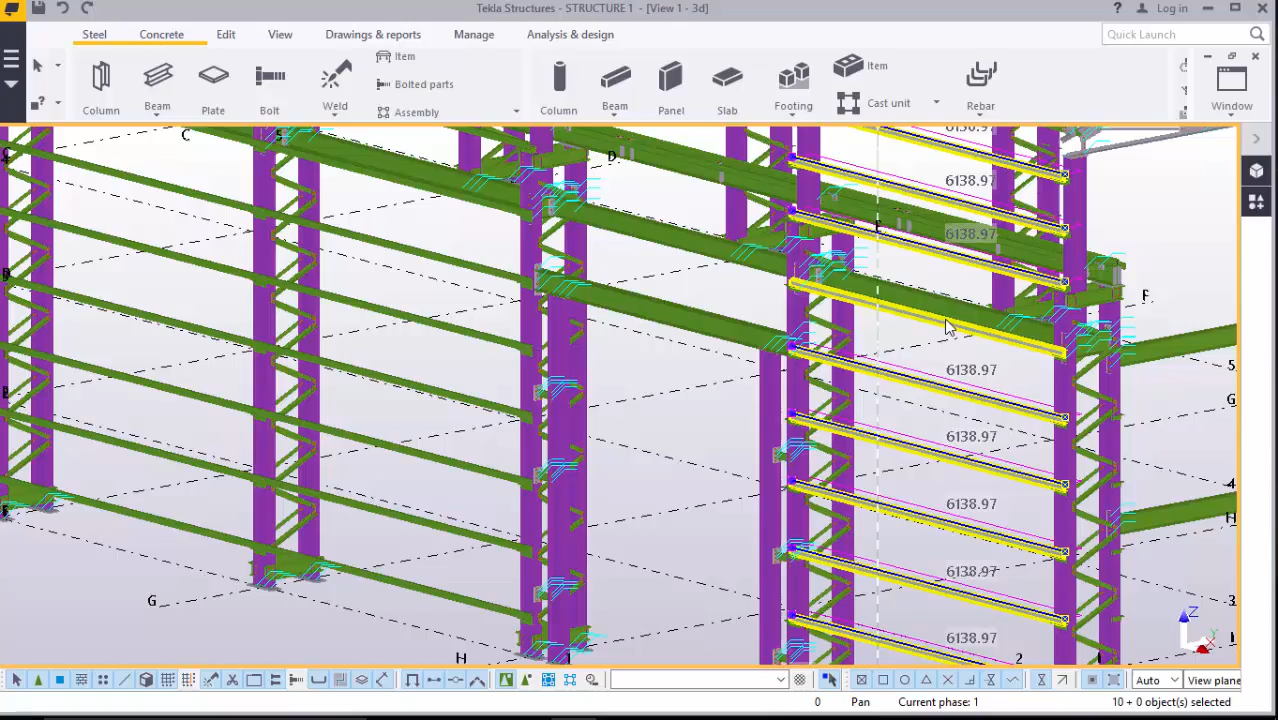 Tekla Structures - STRUCTURE 1 - [View 1 - 3d]
? Log in
Steel Concrete Edit View Drawings & reports Manage Analysis & design
Quick Launch
Item
Bolted parts
Assembly
Column Beam Plate Bolt Weld
Column Beam Panel Slab Footing
Item
Cast unit
Rebar
Window
6138.97
C
D
6138.97
E
6138.97
F
5
6138.97
G
6138.97
4
H
6138.97
6138.97
G
3
6138.97
H
1
2
Z
Auto
View plane
0
Pan
Current phase: 1
10 + 0 object(s) selected